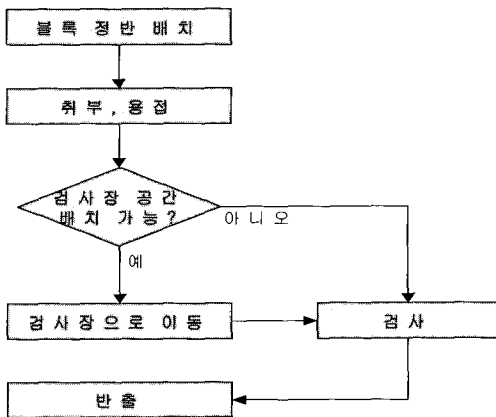 블록 정반 배치
취부, 용접
검사장 공간
배치 가능?
아니오
예
검사장으로 이동
검사
반출